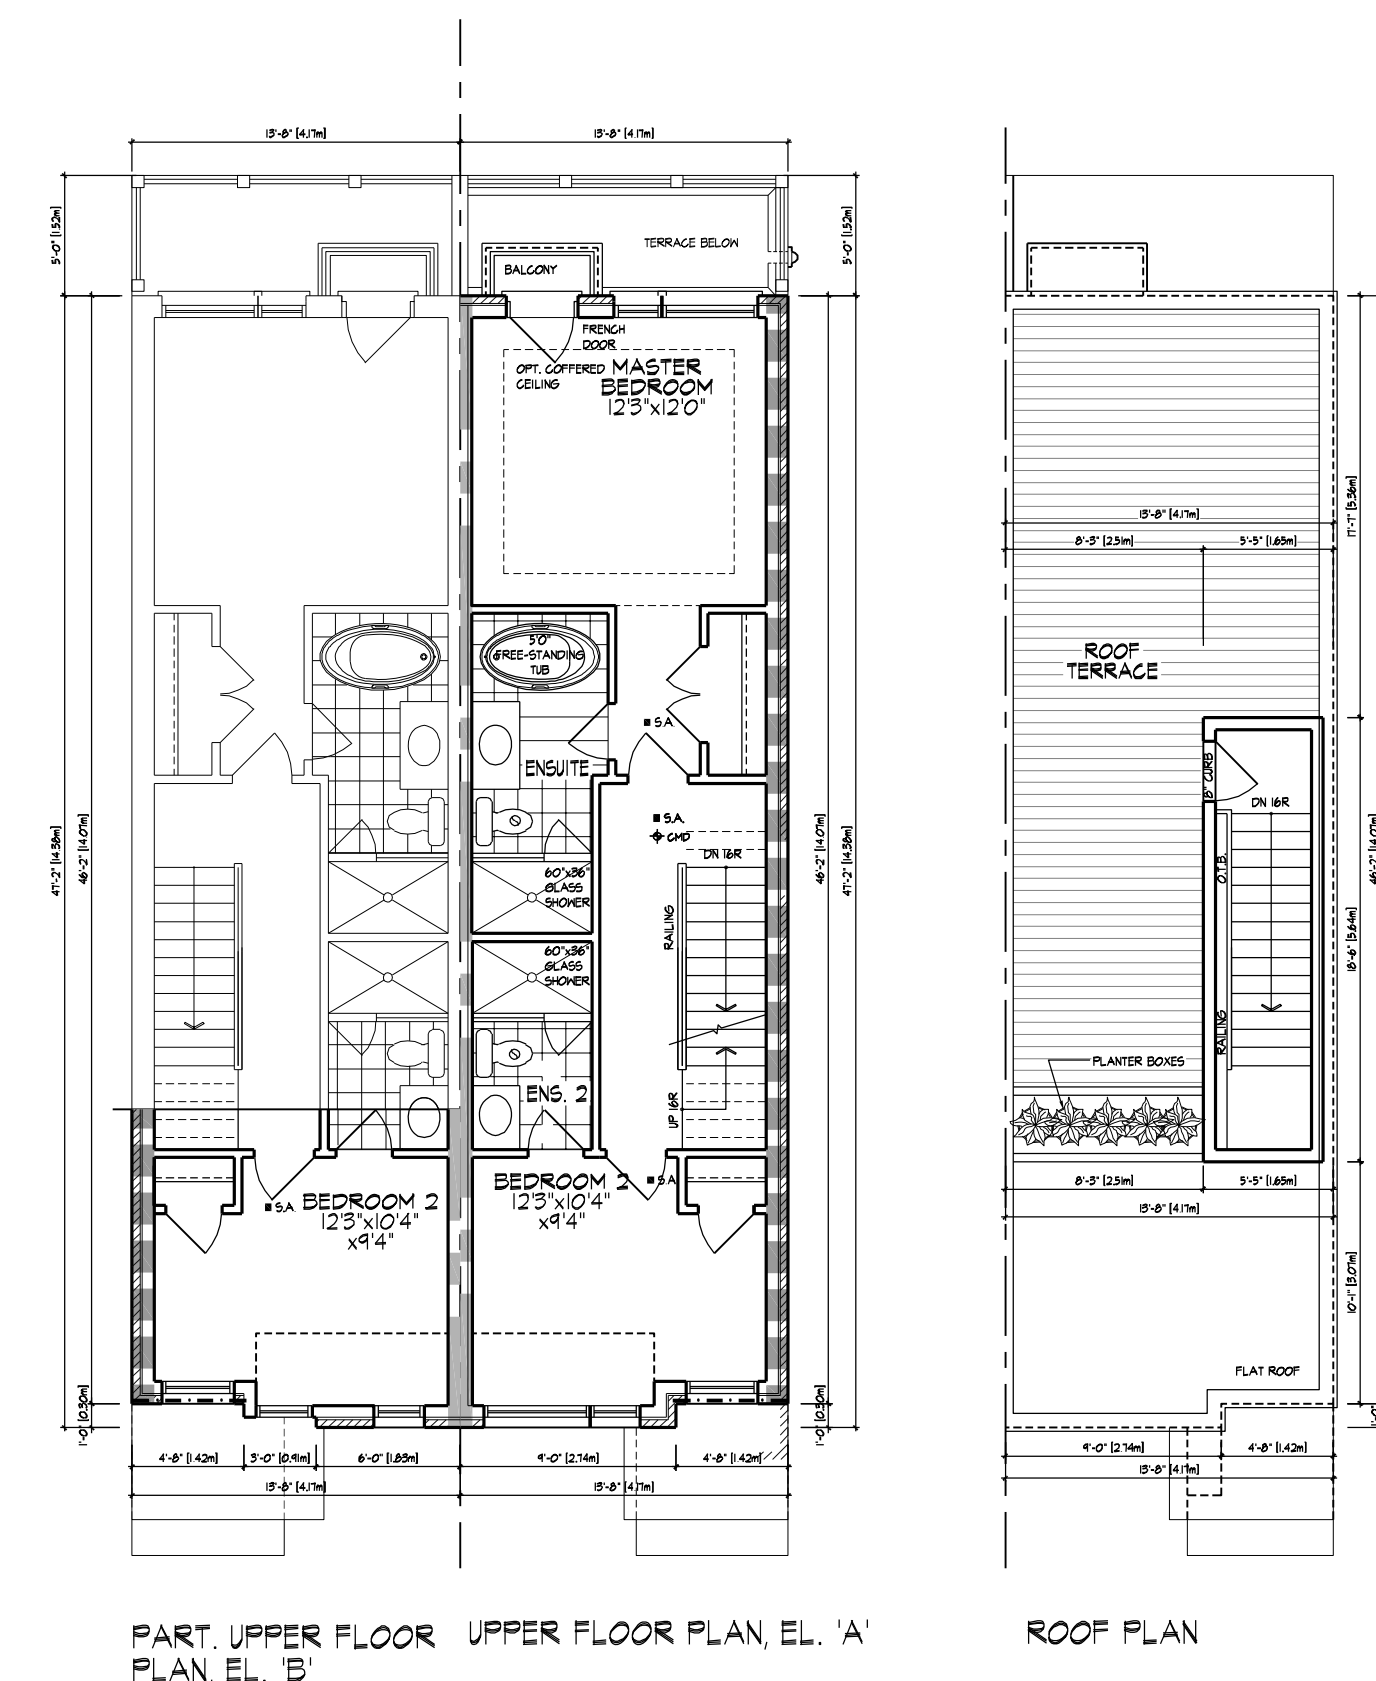 13'-8" [4.17m]
13'-8" [4.17m]
5'-0" [1.52m]
5'-0" [1.52m]
TERRACE BELOW
BALCONY
FRENCH
DOOR
OPT. COFFERED
CEILING
MASTER
BEDROOM
12'3"x12'0"
17'-7" [5.36m]
13'-8" [4.17m]
8'-3" [2.51m]
5'-5" [1.65m]
5'0"
FREE-STANDING
TUB
ROOF
TERRACE
S.A.
ENSUITE
8" CURB
DN 16R
S.A.
CMD
DN 16R
47'-2" [14.38m]
46'-2" [14.07m]
46'-2" [14.07m]
47'-2" [14.38m]
46'-2" [14.07m]
60"x36"
GLASS
SHOWER
O.T.B.
RAILING
18'-6" [5.64m]
60"x36"
GLASS
SHOWER
RAILING
PLANTER BOXES
ENS. 2
UP 16R
BEDROOM 2
12'3"x10'4"
x9'4"
S.A.
S.A.
BEDROOM 2
12'3"x10'4"
x9'4"
8'-3" [2.51m]
5'-5" [1.65m]
13'-8" [4.17m]
10'-1" [3.07m]
FLAT ROOF
1'-0" [0.30m]
1'-0" [0.30m]
1'-0"
4'-8" [1.42m]
3'-0" [0.91m]
6'-0" [1.83m]
9'-0" [2.74m]
4'-8" [1.42m]
9'-0" [2.74m]
4'-8" [1.42m]
13'-8" [4.17m]
13'-8" [4.17m]
13'-8" [4.17m]
PART. UPPER FLOOR
PLAN, EL. 'B'
UPPER FLOOR PLAN, EL. 'A'
ROOF PLAN